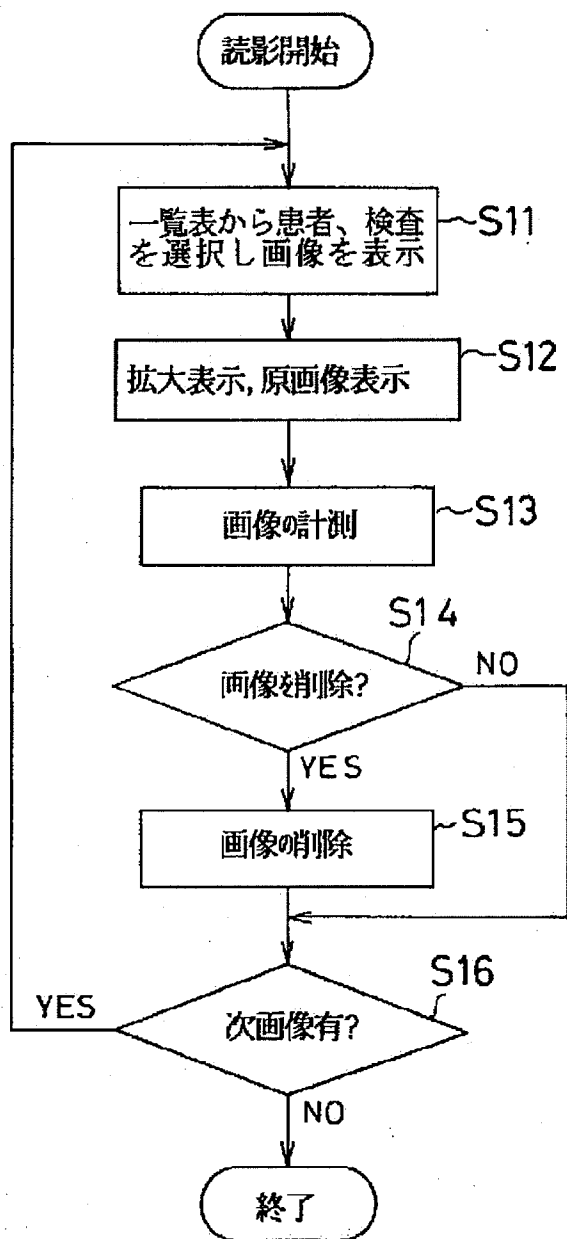 読影開始
一覧表から患者、検査
を選択し画像を表示
S11
拡大表示,原画像表示
S12
画像の計測
S13
S14
画像を削除?
NO
YES
画像の削除
S15
S16
YES
次画像有?
NO
終了